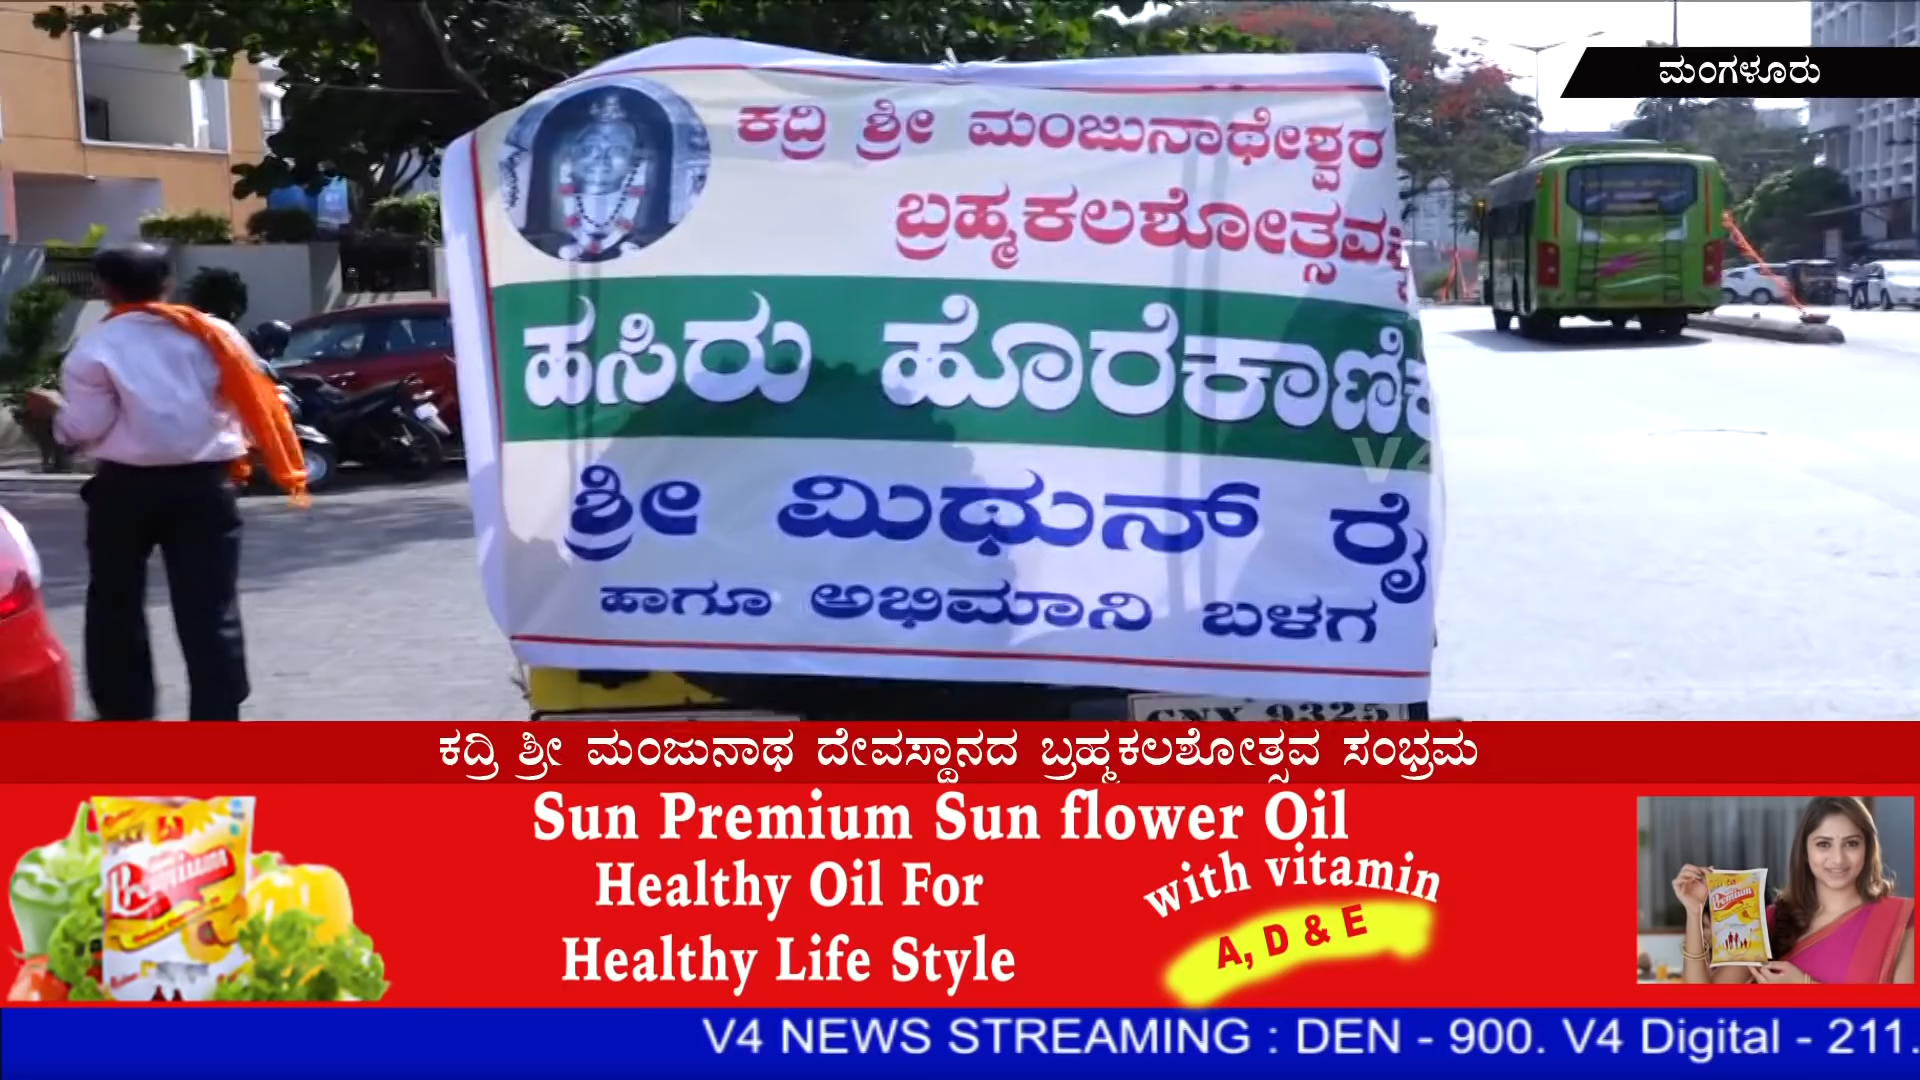 ಮಂಗಳೂರು
ಕದ್ರಿ ಶ್ರೀ ಮಂಜುನಾಥೇಶ್ವರ
ಬ್ರಹ್ಮಕಲಶೋತ್ಸವಕ್ಕೆ
ಹಸಿರು ಹೊರೆಕಾಣಿಕೆ
V4
ಶ್ರೀ ಮಿಥುನ್ ರೈ
ಹಾಗೂ ಅಭಿಮಾನಿ ಬಳಗ
ಕದ್ರಿ ಶ್ರೀ ಮಂಜುನಾಥ ದೇವಸ್ಥಾನದ ಬ್ರಹ್ಮಕಲಶೋತ್ಸವ ಸಂಭ್ರಮ
Sun Premium Sun flower Oil
Healthy Oil For
Healthy Life Style
with vitamin
A, D & E
V4 NEWS STREAMING : DEN - 900. V4 Digital - 211.